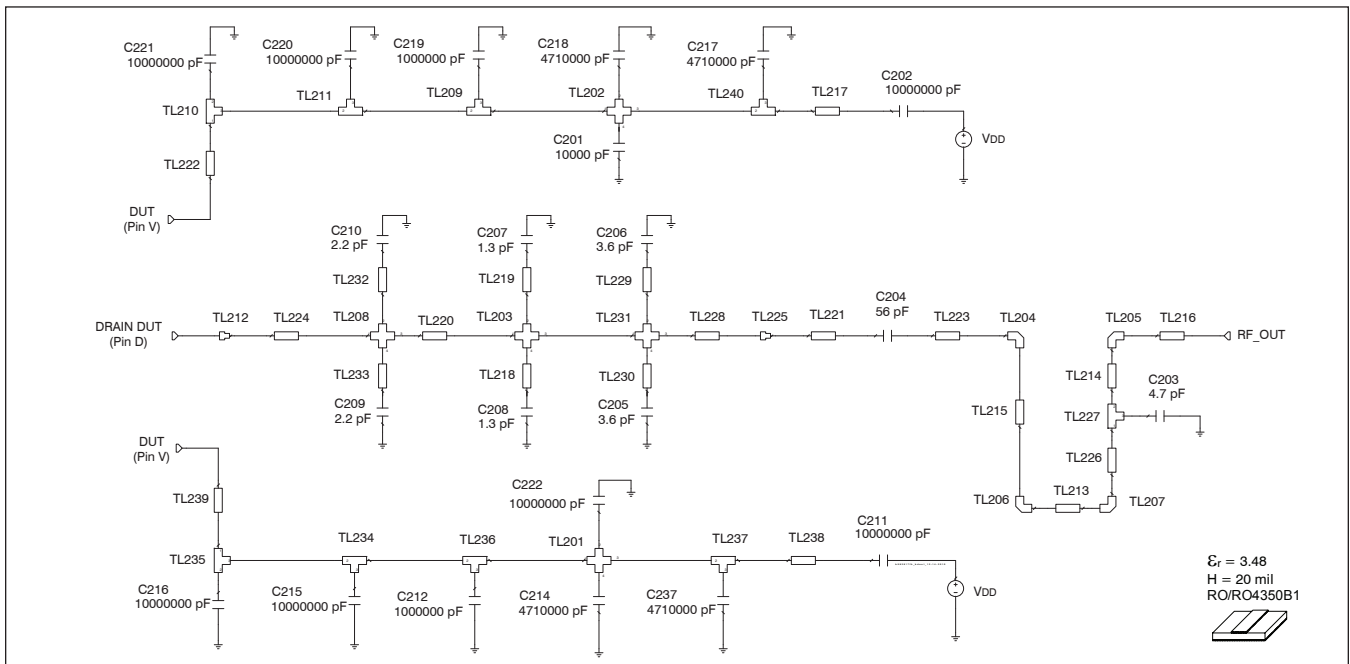 C221
10000000 pF
C220
10000000 pF
C219
1000000 pF
C218
4710000 pF
C217
4710000 pF
C202
10000000 pF
TL210
TL211
TL209
TL202
TL240
TL217
C201
10000 pF
VDD
TL222
DUT
(Pin V)
C210
2.2 pF
C207
1.3 pF
C206
3.6 pF
TL232
TL219
TL229
C204
56 pF
DRAIN DUT
(Pin D)
TL212
TL224
TL208
TL220
TL203
TL231
TL228
TL225
TL221
TL223
TL204
TL205
TL216
RF_OUT
TL233
TL218
TL230
TL214
C203
4.7 pF
C209
2.2 pF
C208
1.3 pF
C205
3.6 pF
TL215
TL227
DUT
(Pin V)
TL226
TL239
C222
10000000 pF
TL206
TL213
TL207
TL235
TL234
TL236
TL201
TL237
TL238
C211
10000000 pF
C216
10000000 pF
C215
10000000 pF
C212
1000000 pF
C214
4710000 pF
C237
4710000 pF
VDD
εr = 3.48
H = 20 mil
RO/RO4350B1